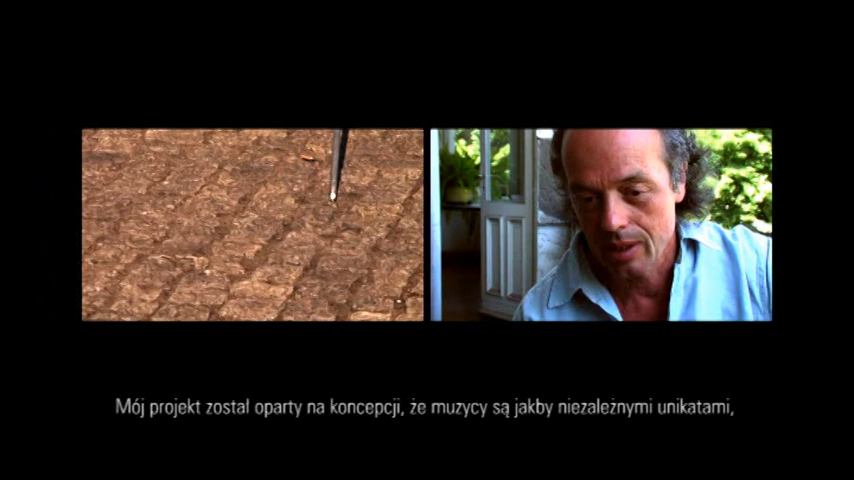 Mój projekt został oparty na koncepcji, że muzycy są jakby niezależnymi unikatami,